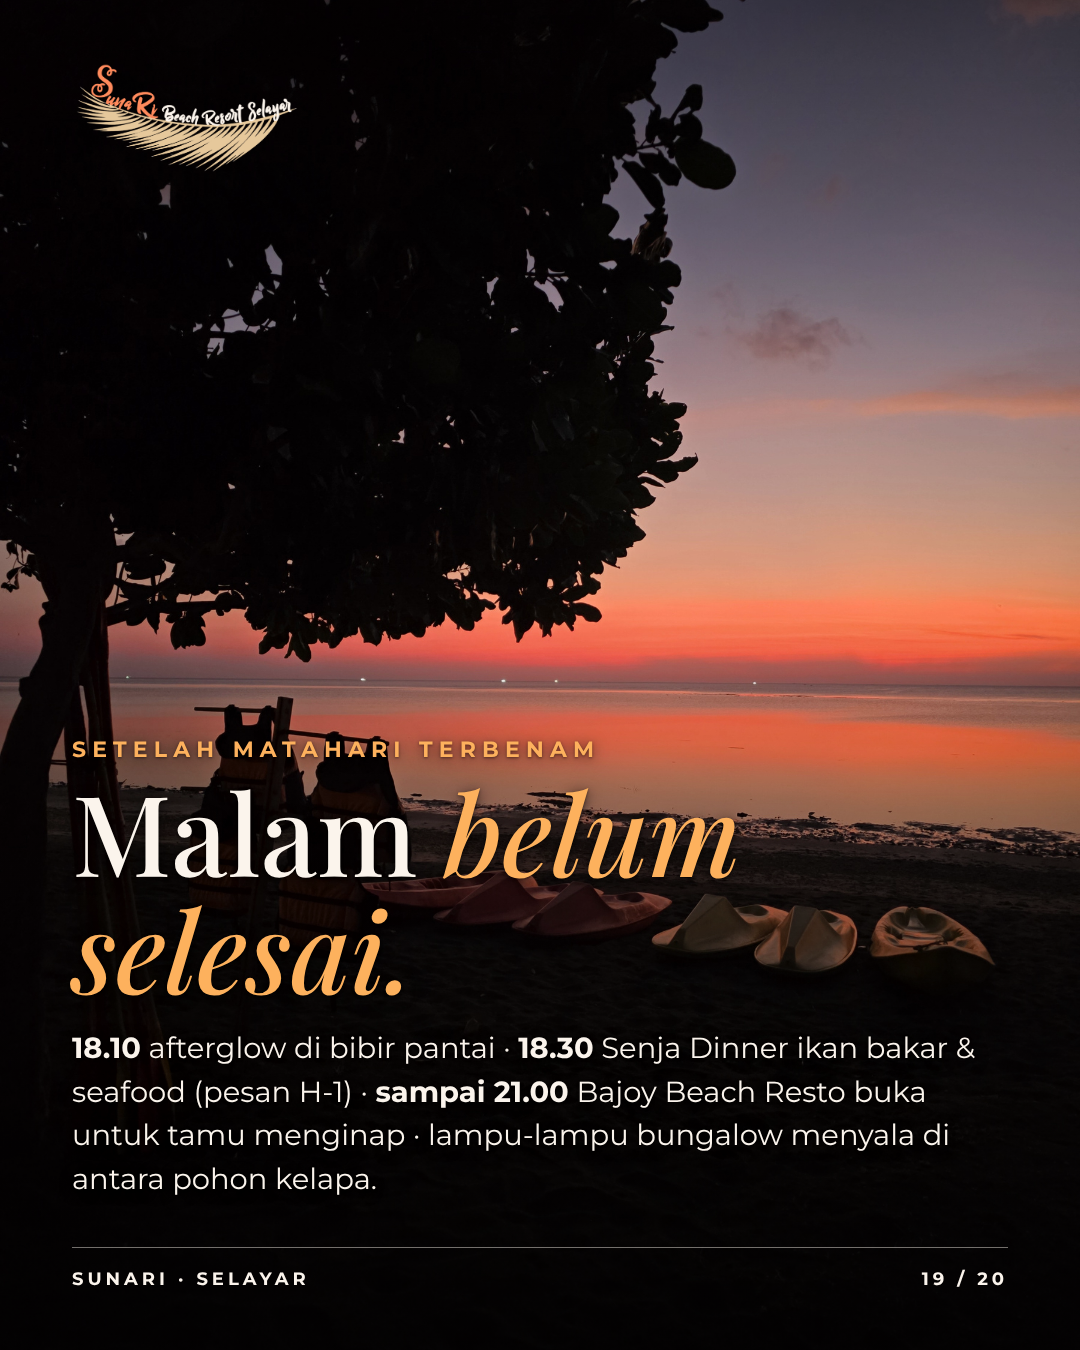 SunaRi Beach Resort Selayar
SETELAH MATAHARI TERBENAM
Malam belum
selesai.
18.10 afterglow di bibir pantai · 18.30 Senja Dinner ikan bakar &
seafood (pesan H-1) · sampai 21.00 Bajoy Beach Resto buka
untuk tamu menginap · lampu-lampu bungalow menyala di
antara pohon kelapa.
SUNARI · SELAYAR
19 / 20